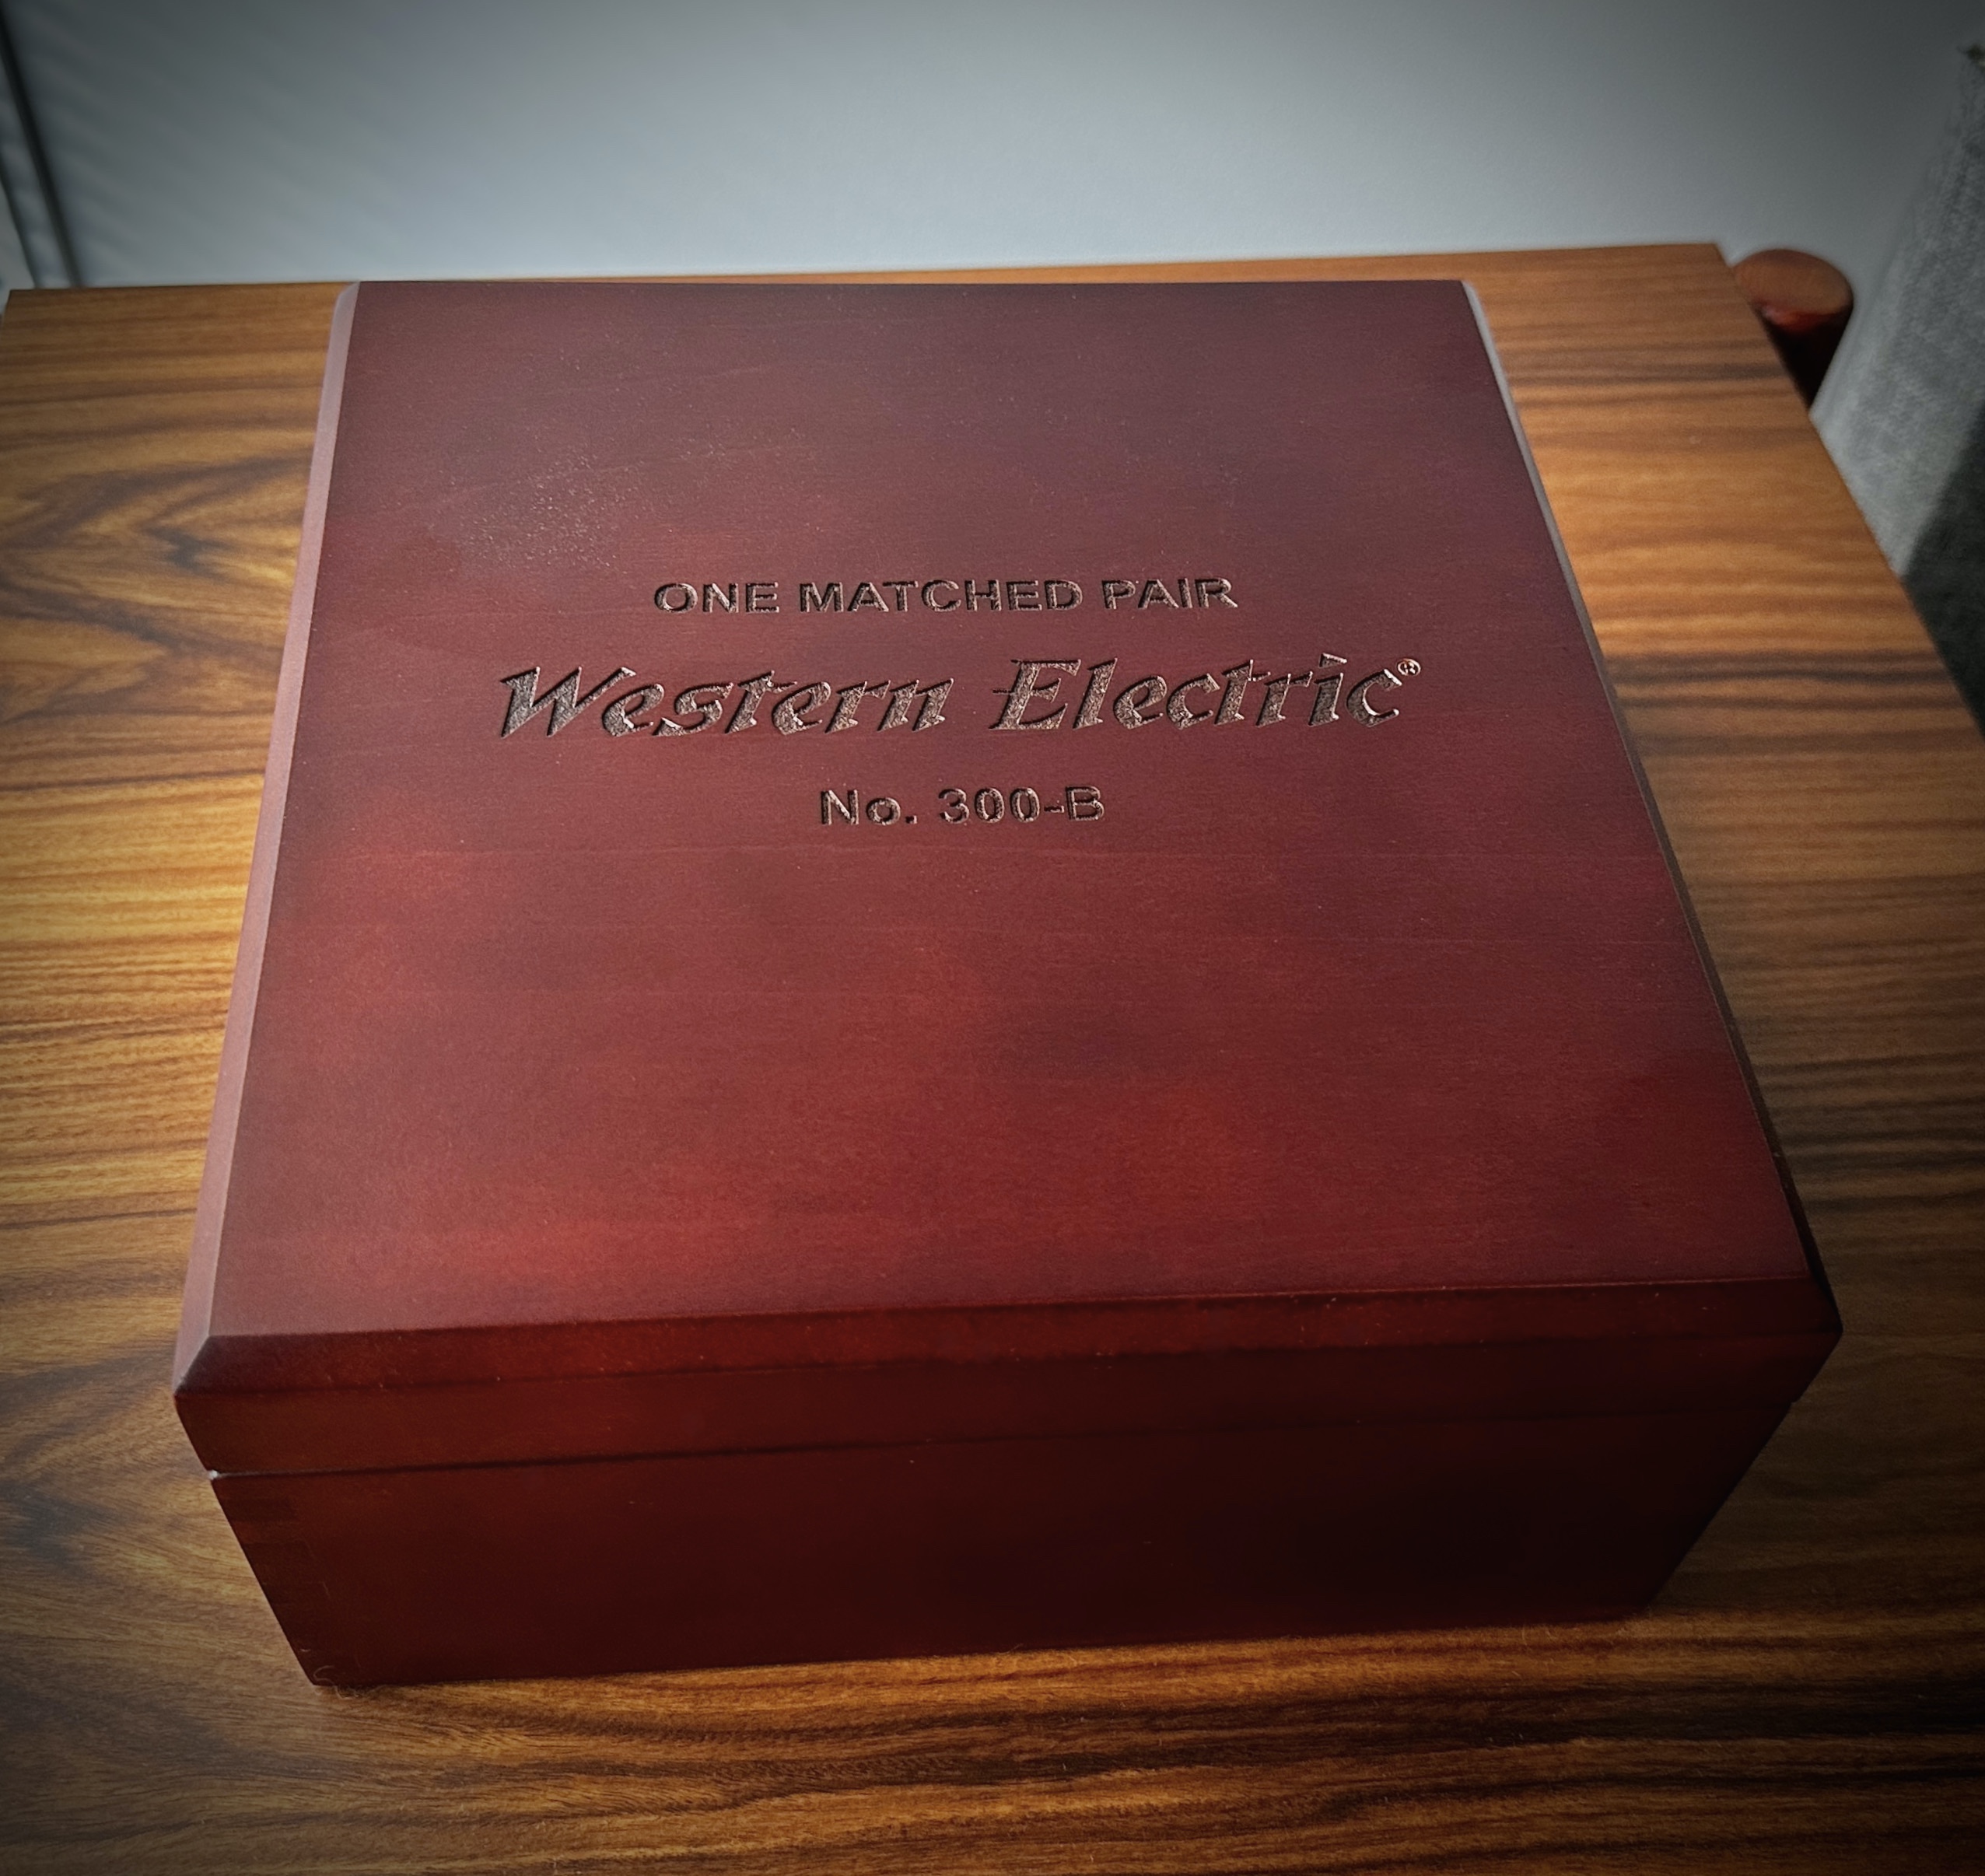 ONE MATCHED PAIR
Western Electric®
No. 300-B